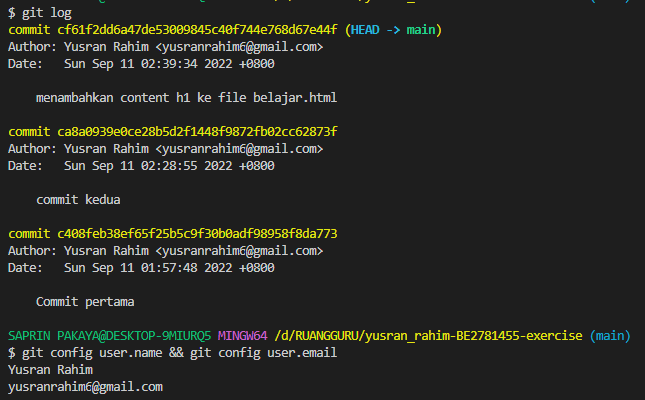 $ git log
commit cf61f2dd6a47de53009845c40f744e768d67e44f (HEAD -> main)
Author: Yusran Rahim <yusranrahim6@gmail.com>
Date:   Sun Sep 11 02:39:34 2022 +0800
menambahkan content h1 ke file belajar.html
commit ca8a0939e0ce28b5d2f1448f9872fb02cc62873f
Author: Yusran Rahim <yusranrahim6@gmail.com>
Date:   Sun Sep 11 02:28:55 2022 +0800
commit kedua
commit c408feb38ef65f25b5c9f30b0adf98958f8da773
Author: Yusran Rahim <yusranrahim6@gmail.com>
Date:   Sun Sep 11 01:57:48 2022 +0800
Commit pertama
SAPRIN PAKAYA@DESKTOP-9MIURQ5 MINGW64 /d/RUANGGURU/yusran_rahim-BE2781455-exercise (main)
$ git config user.name && git config user.email
Yusran Rahim
yusranrahim6@gmail.com